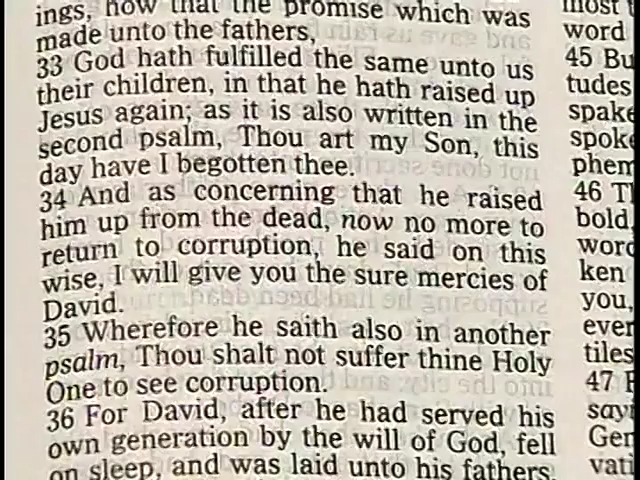 ings, how that the promise which was
made unto the fathers,
33 God hath fulfilled the same unto us
their children, in that he hath raised up
Jesus again; as it is also written in the
second psalm, Thou art my Son, this
day have I begotten thee.
34 And as concerning that he raised
him up from the dead, now no more to
return to corruption, he said on this
wise, I will give you the sure mercies of
David.
35 Wherefore he saith also in another
psalm, Thou shalt not suffer thine Holy
One to see corruption.
36 For David, after he had served his
own generation by the will of God, fell
on sleep, and was laid unto his fathers,
most
word
45 Bu
tudes
spake
spok
phem
46 T
bold,
word
ken
you,
ever
tiles
47 F
sayi
Gen
vati